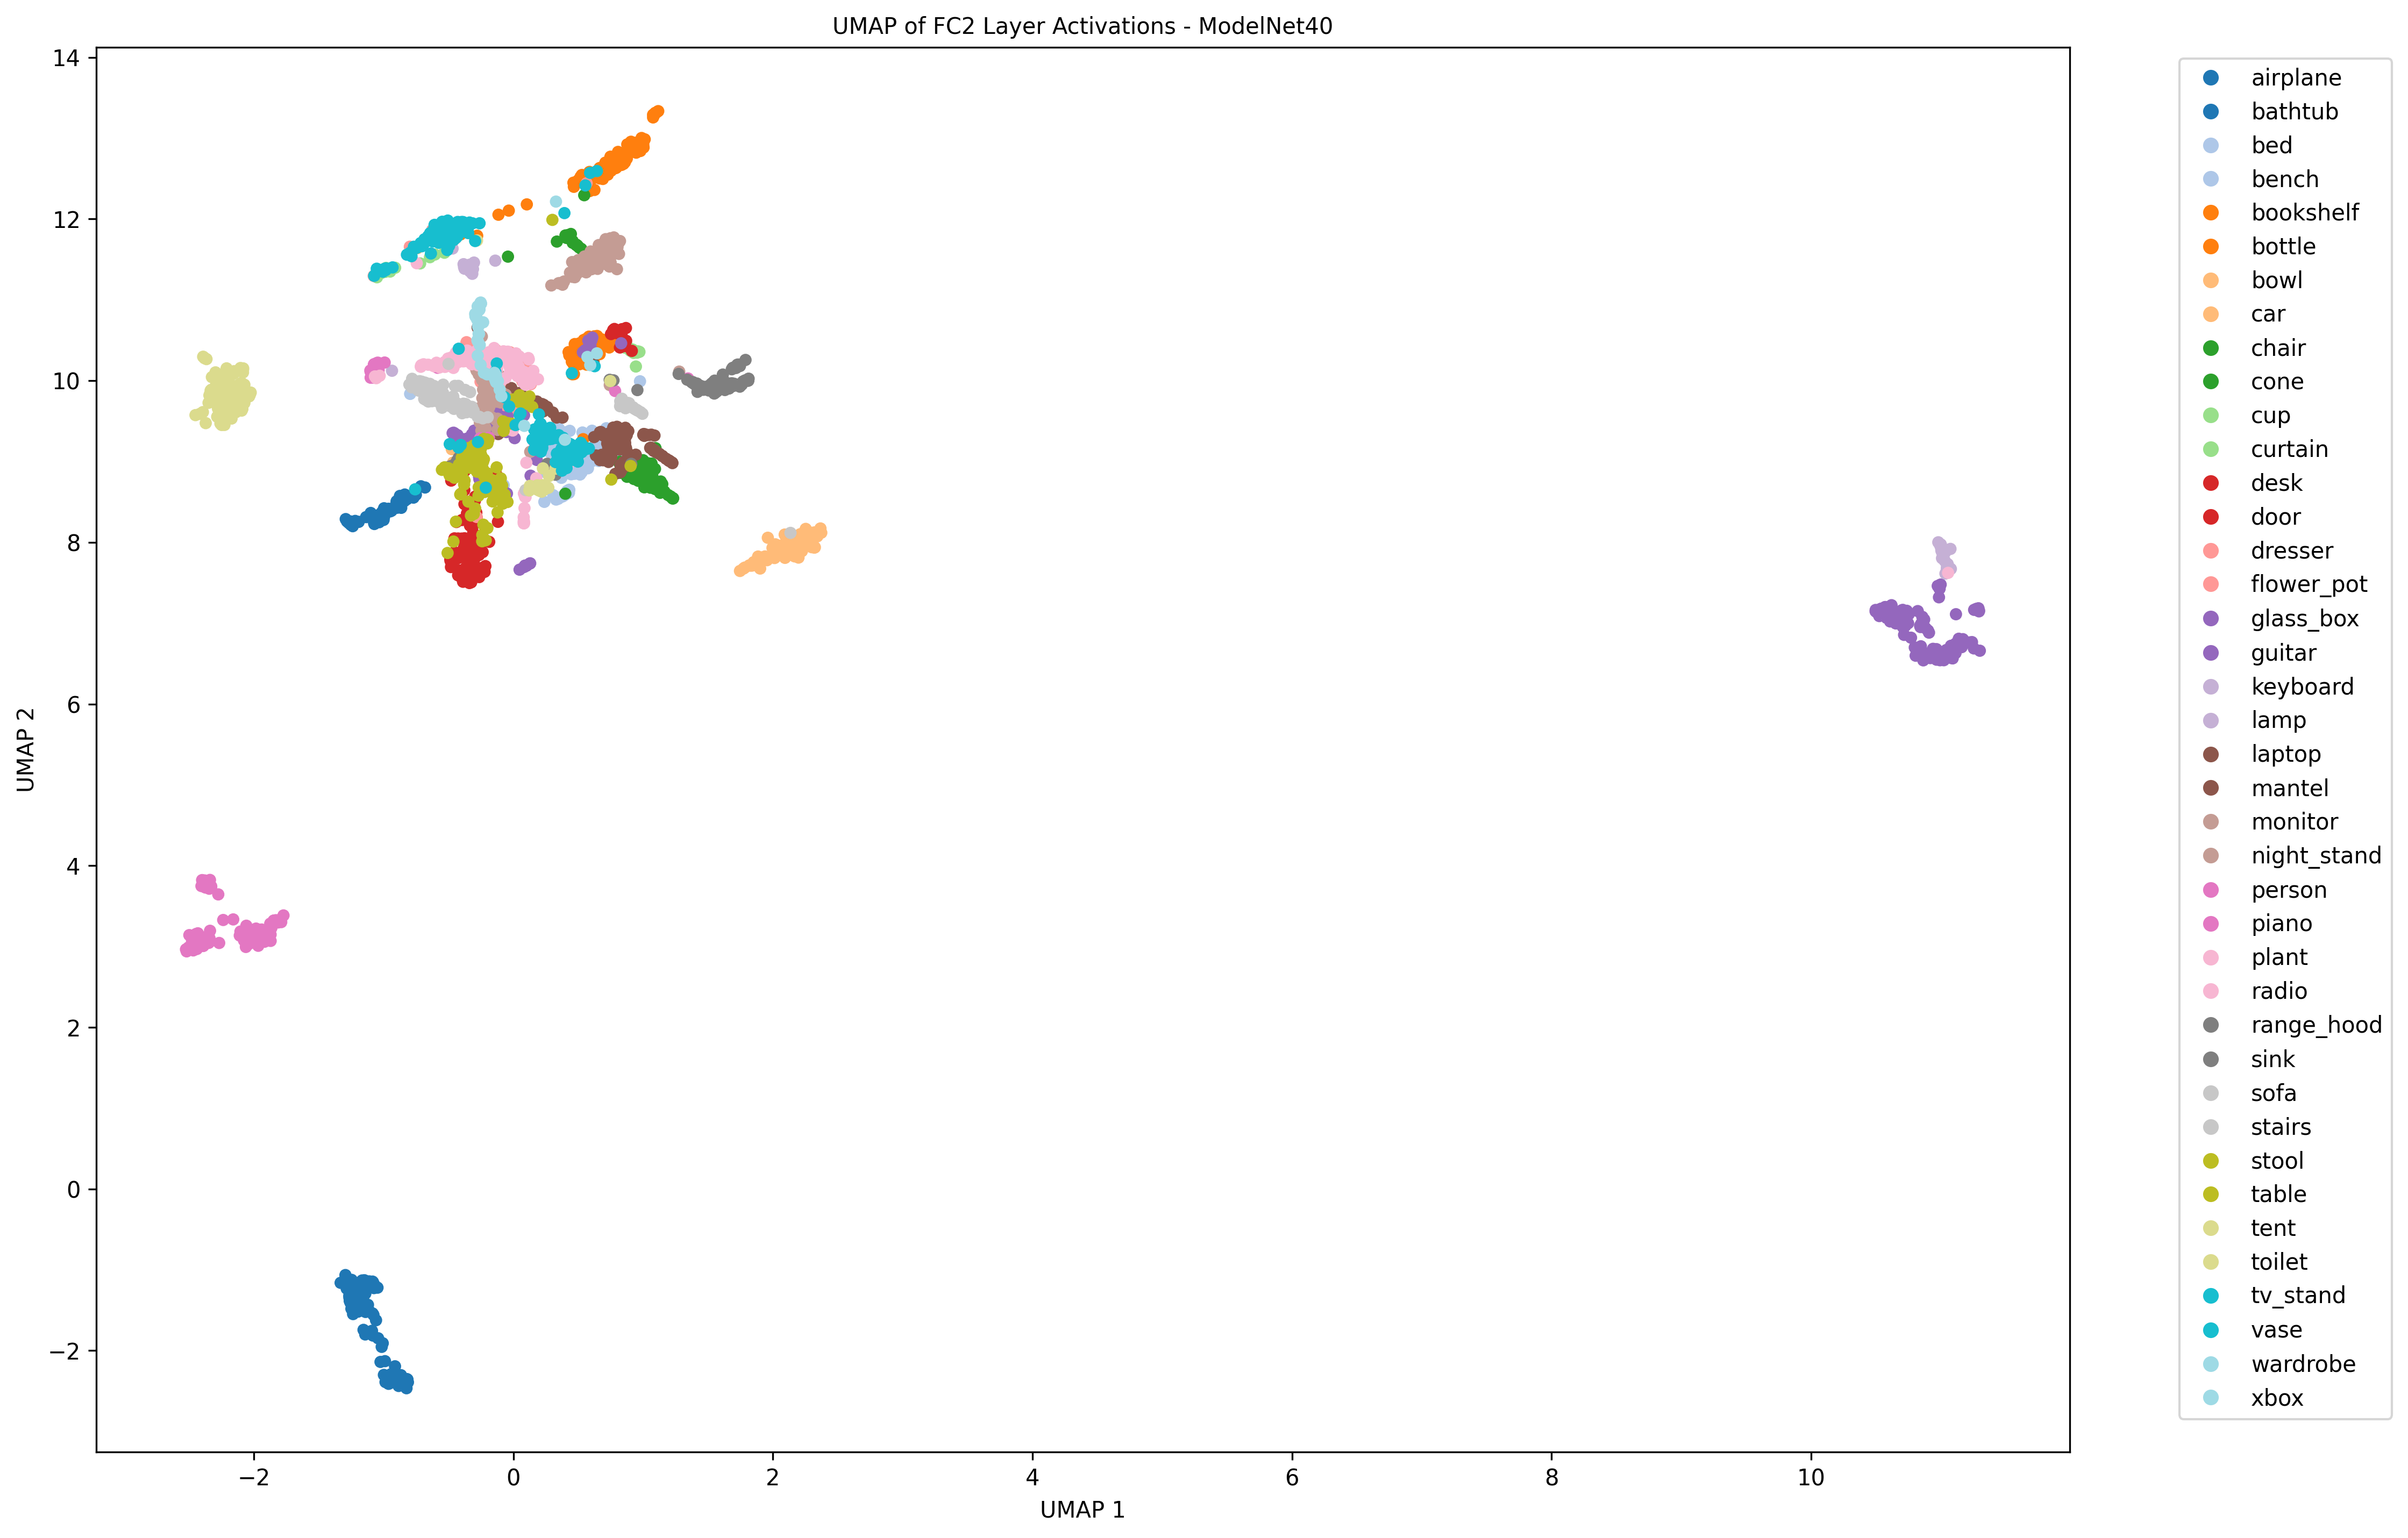 UMAP of FC2 Layer Activations - ModelNet40
14
12
10
8
6
4
2
0
−2
UMAP 2
−2
0
2
4
6
8
10
UMAP 1
airplane
bathtub
bed
bench
bookshelf
bottle
bowl
car
chair
cone
cup
curtain
desk
door
dresser
flower_pot
glass_box
guitar
keyboard
lamp
laptop
mantel
monitor
night_stand
person
piano
plant
radio
range_hood
sink
sofa
stairs
stool
table
tent
toilet
tv_stand
vase
wardrobe
xbox